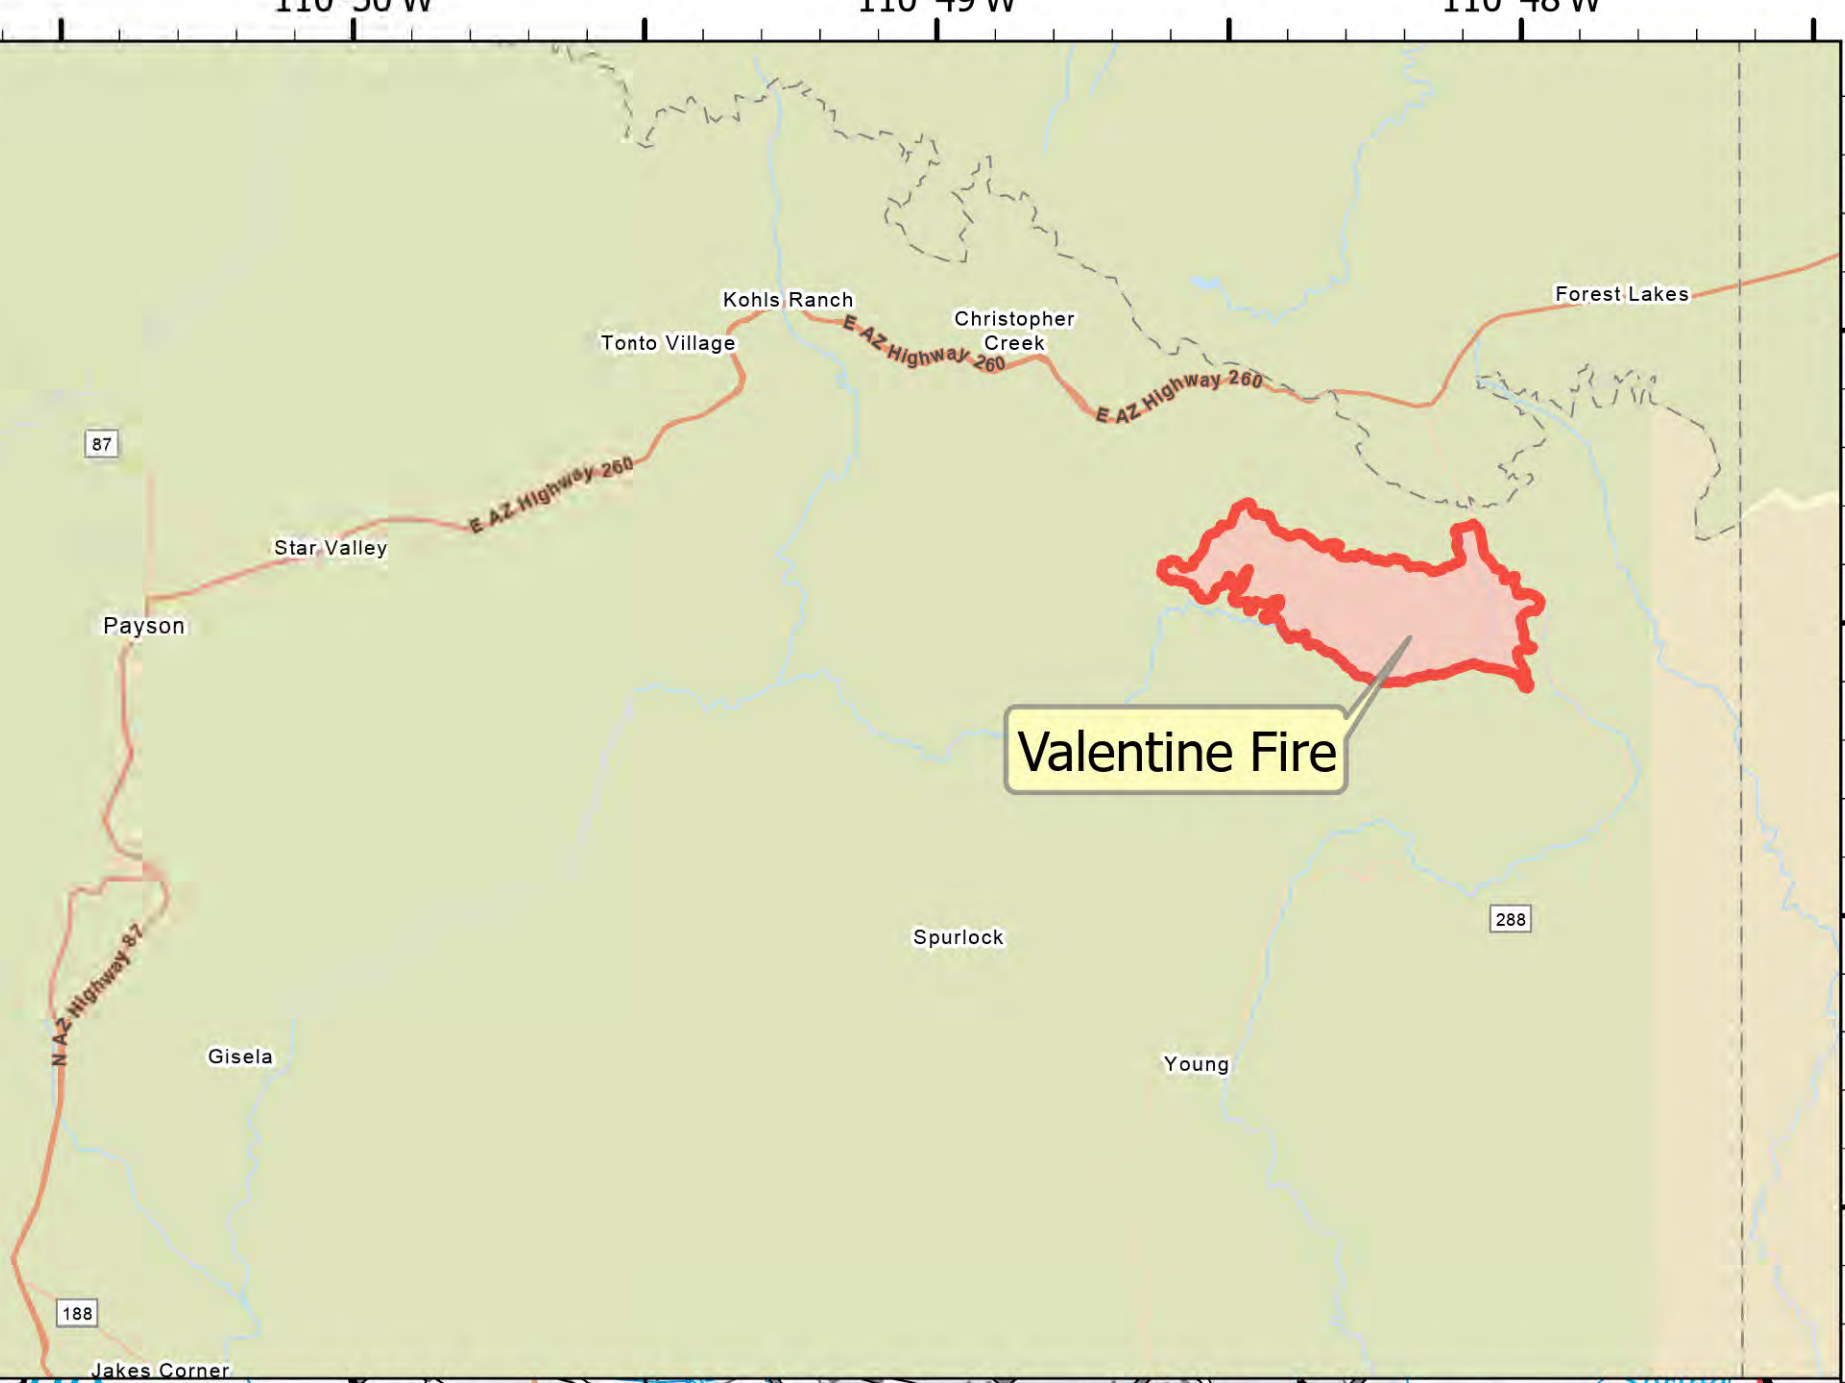 110°50'W
110°49'W
110°48'W
Kohls Ranch
Forest Lakes
Christopher
Creek
Tonto Village
E AZ Highway 260
E AZ Highway 260
87
E AZ Highway 260
Star Valley
Payson
Valentine Fire
288
Spurlock
N AZ Highway 87
Gisela
Young
188
Jakes Corner